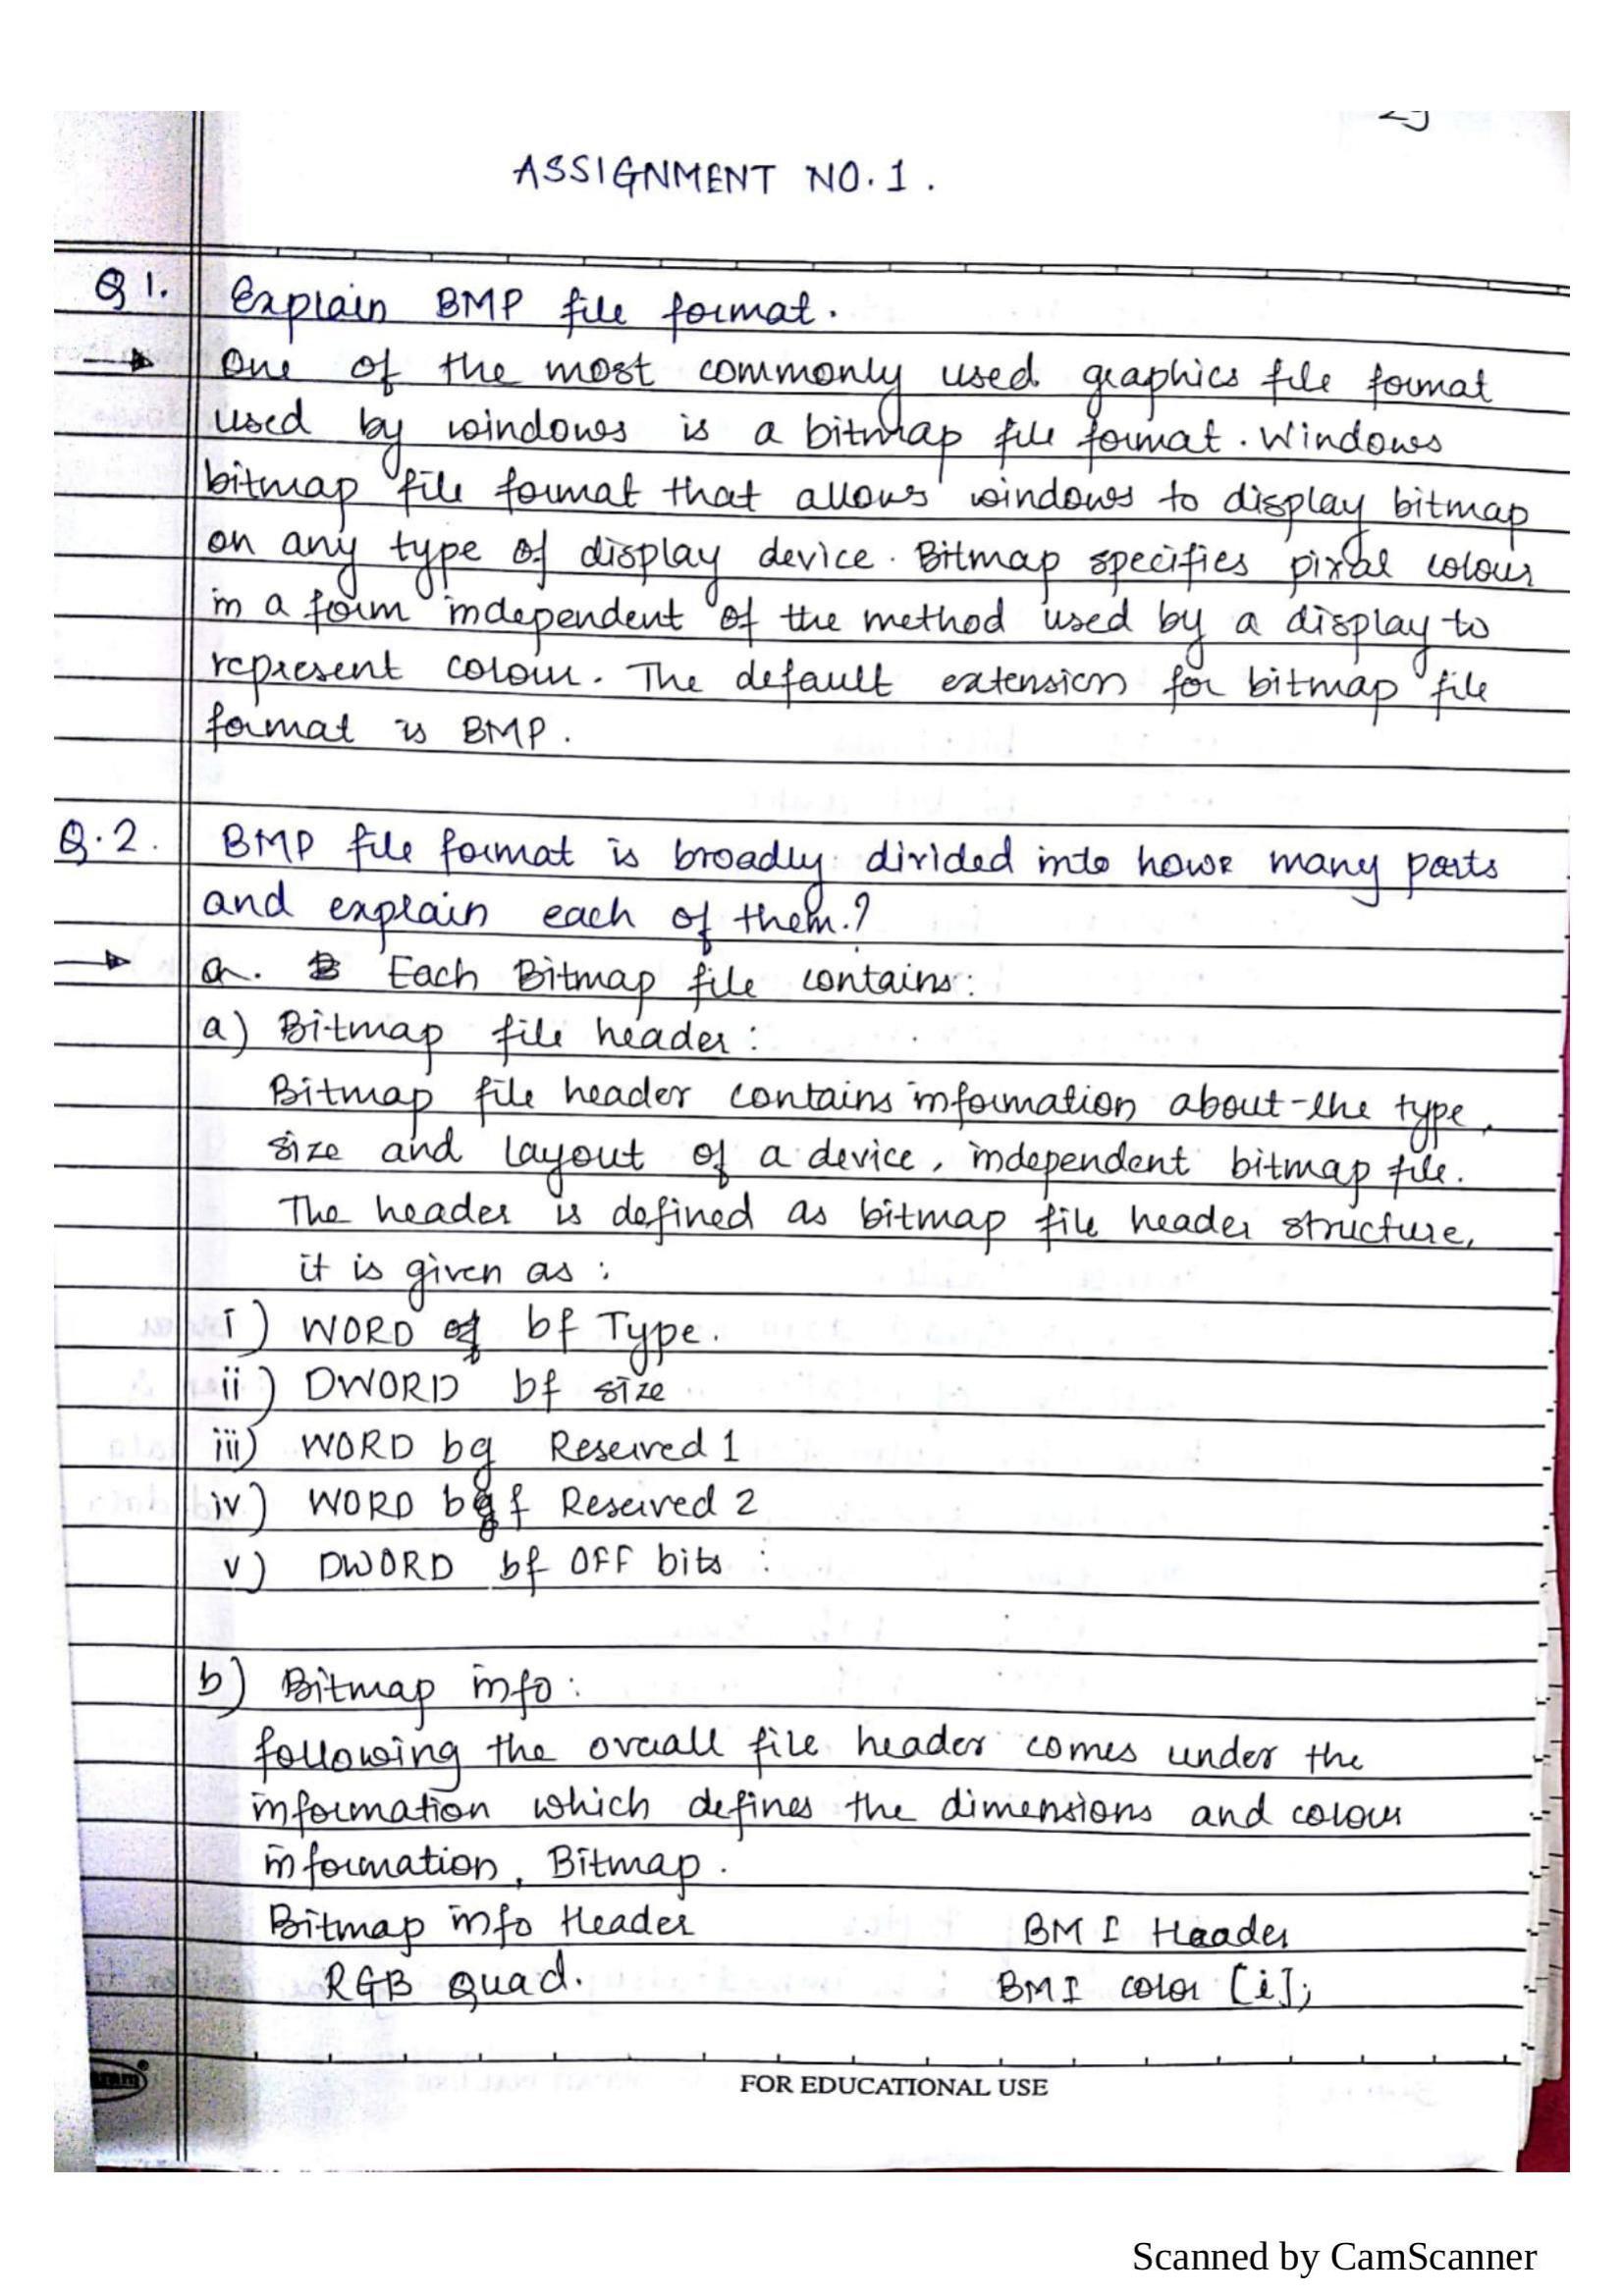 ASSIGNMENT NO.1.
Q 1. Explain BMP file format.
One of the most commonly used graphics file format
used by windows is a bitmap file format. Windows
bitmap file format that allows windows to display bitmap
on any type of display device. Bitmap specifies pixal colour
in a form independent of the method used by a display to
represent colour. The default extension for bitmap file
format is BMP.
Q.2. BMP file format is broadly divided into how many parts
and explain each of them.?
a. Each Bitmap file contains:
a) Bitmap file header:
Bitmap file header contains information about the type,
size and layout of a device, independent bitmap file.
The header is defined as bitmap file header structure,
it is given as:
i) WORD bf Type.
ii) DWORD bf size
iii) WORD bg Reserved 1
iv) WORD bf Reserved 2
v) DWORD bf OFF bits :
b) Bitmap info:
following the overall file header comes under the
information which defines the dimensions and colour
information, Bitmap.
Bitmap info Header BMI Header
RGB Quad. BMI color [i];
FOR EDUCATIONAL USE
Scanned by CamScanner